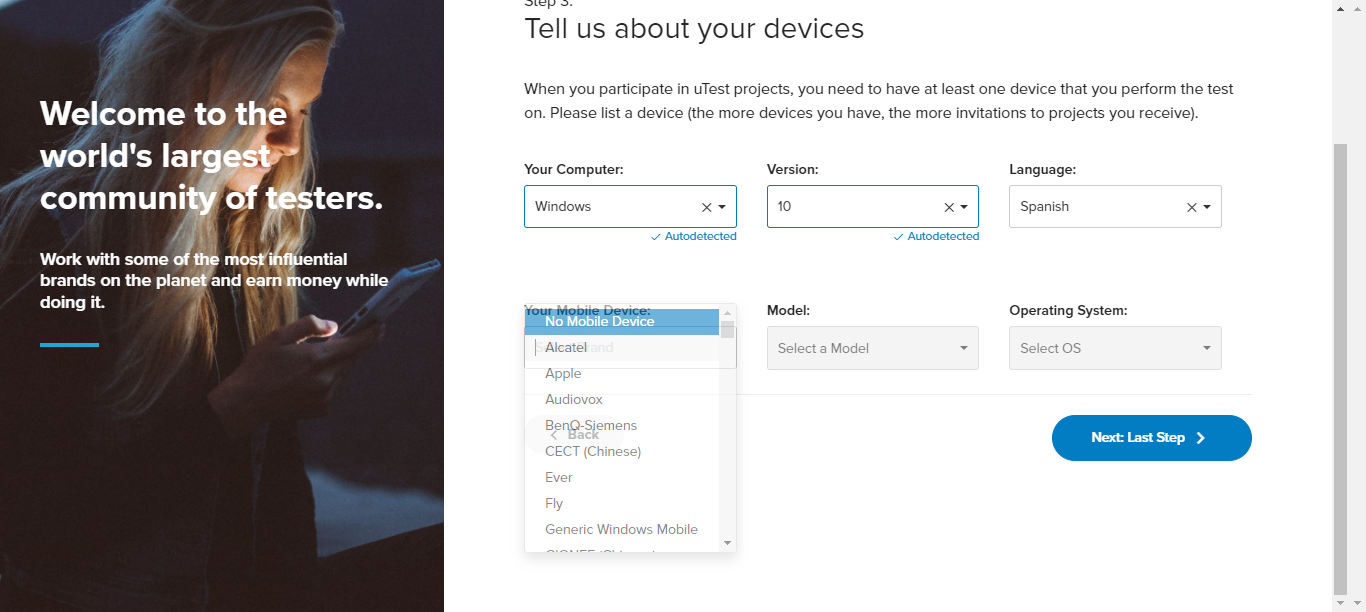 Step 3:
Tell us about your devices
Welcome to the
world's largest
community of testers.
Work with some of the most influential
brands on the planet and earn money while
doing it.
When you participate in uTest projects, you need to have at least one device that you perform the test
on. Please list a device (the more devices you have, the more invitations to projects you receive).
Your Computer:
Version:
Language:
Windows
10
Spanish
Autodetected
Autodetected
Your Mobile Device:
Model:
Operating System:
No Mobile Device
Alcatel
Select a Model
Select OS
Apple
Audiovox
BenQ-Siemens
Back
Next: Last Step
CECT (Chinese)
Ever
Fly
Generic Windows Mobile